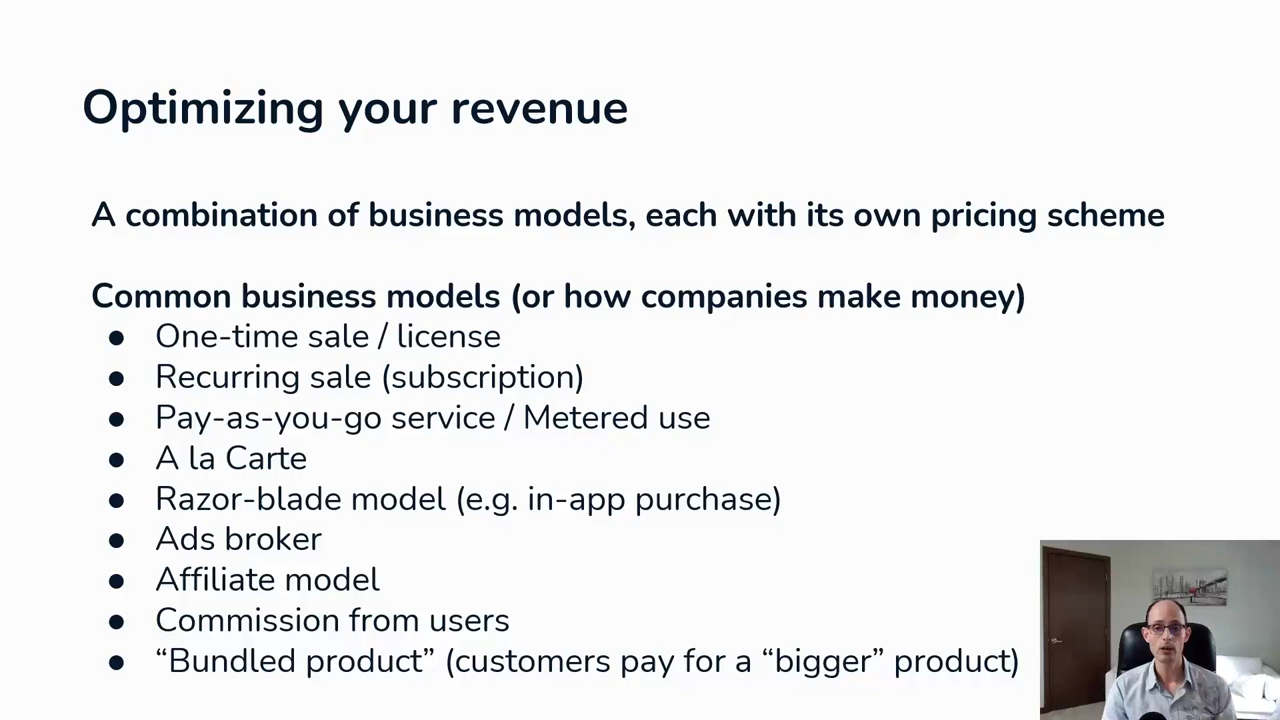 Optimizing your revenue
A combination of business models, each with its own pricing scheme
Common business models (or how companies make money)
● One-time sale / license
● Recurring sale (subscription)
● Pay-as-you-go service / Metered use
● A la Carte
● Razor-blade model (e.g. in-app purchase)
● Ads broker
● Affiliate model
● Commission from users
● “Bundled product” (customers pay for a “bigger” product)